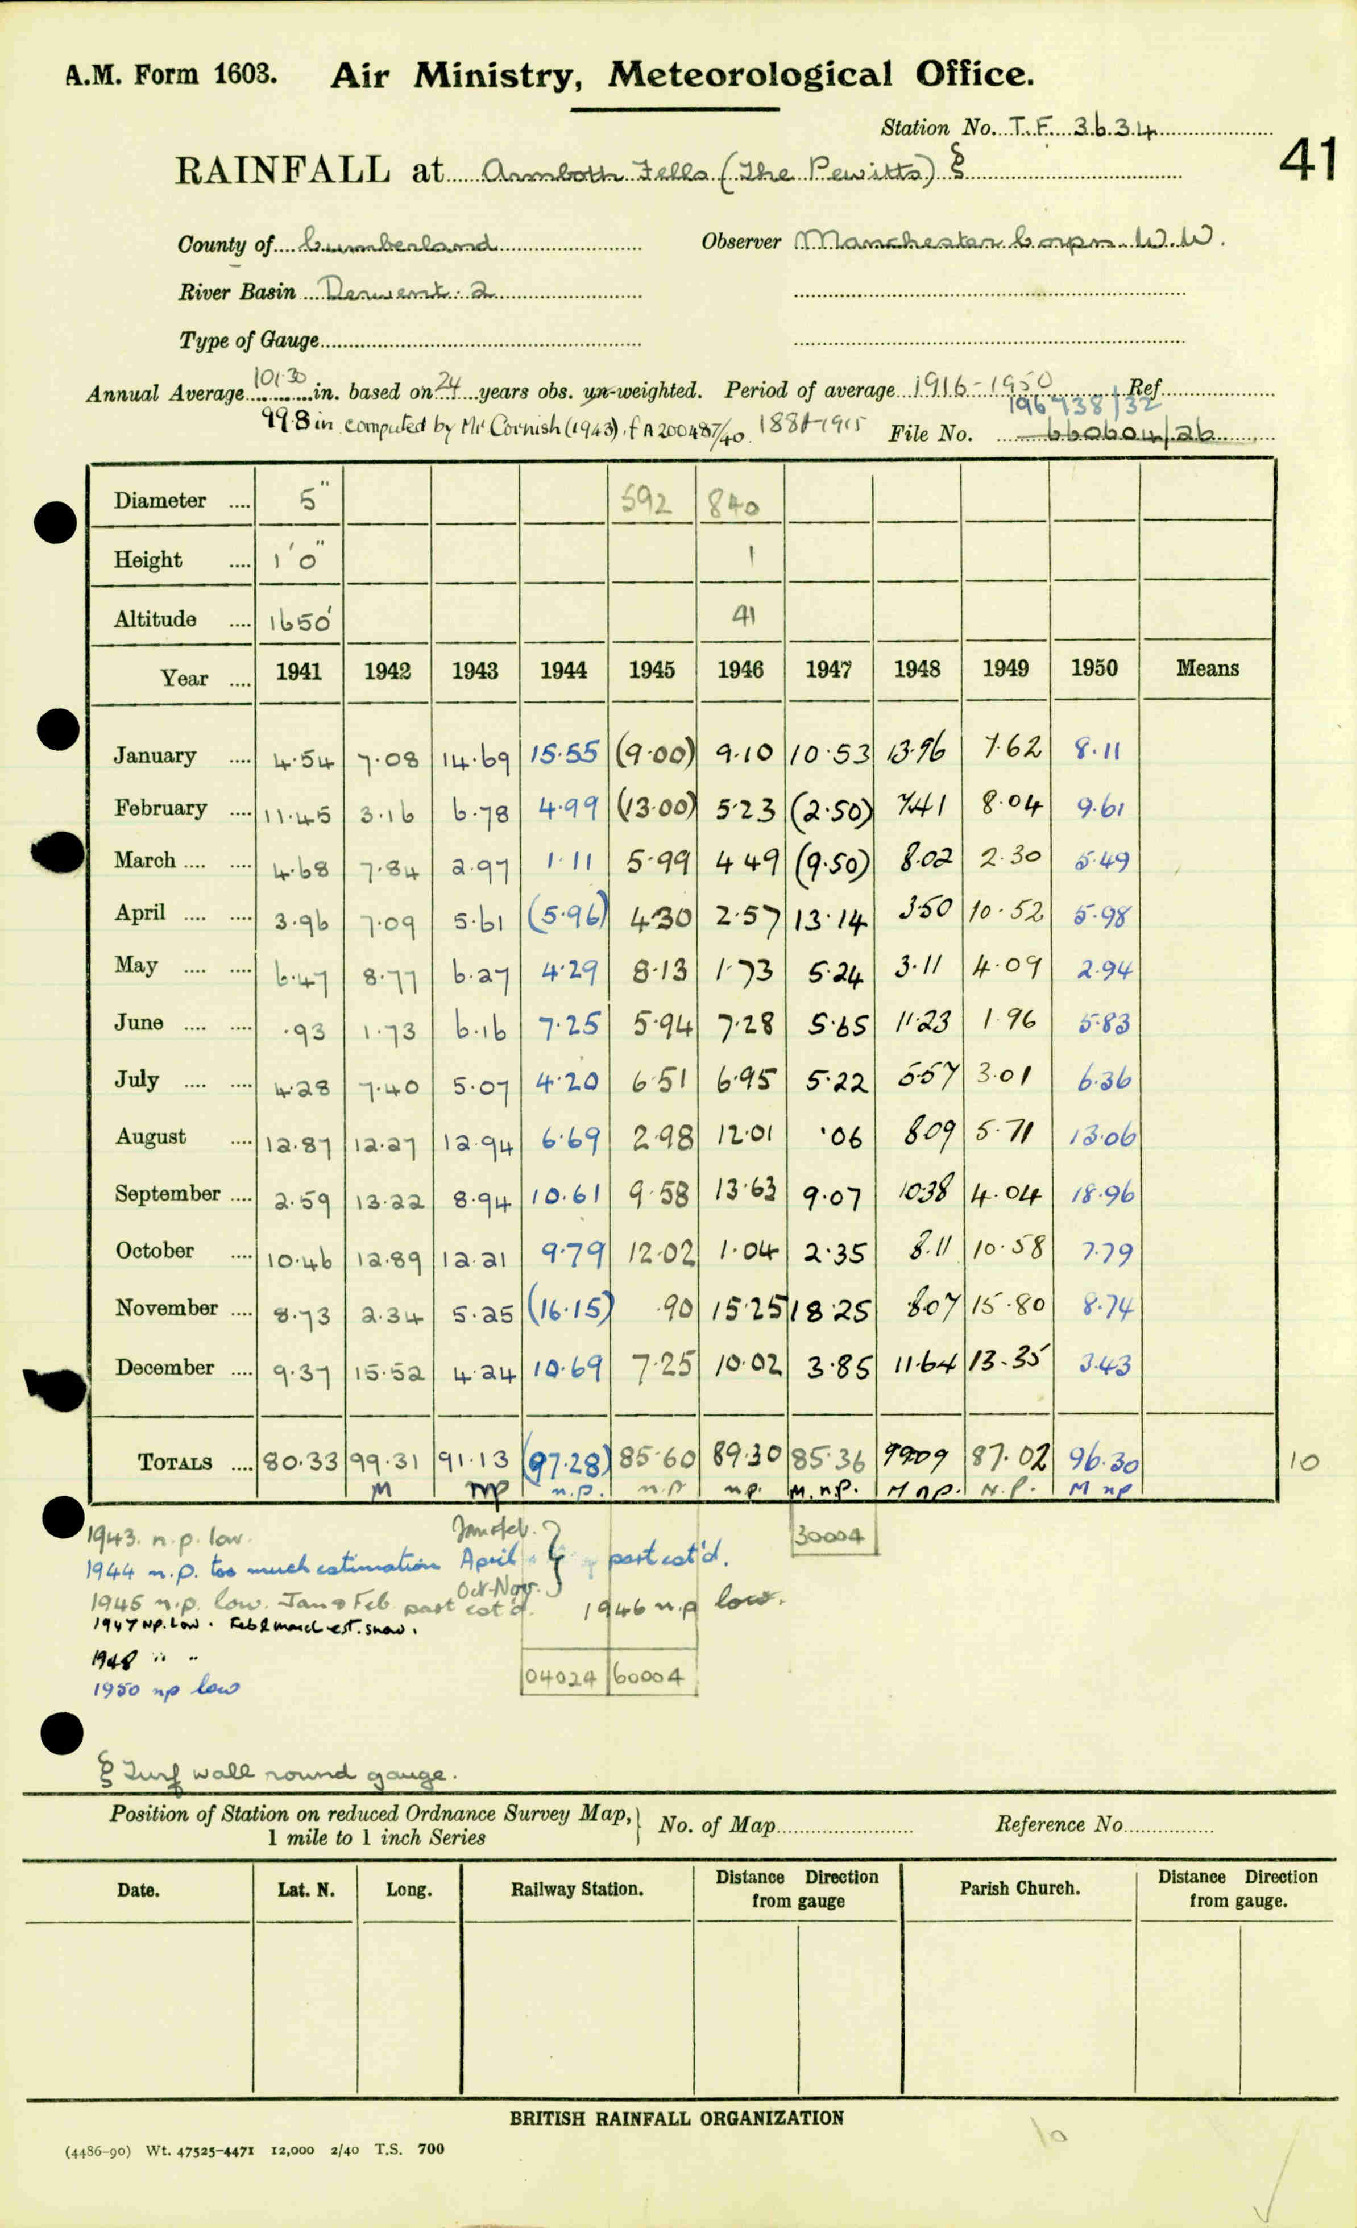 A.M. Form 1603. Air Ministry, Meteorological Office.
Station No. T.F. 3634
41
RAINFALL at Armboth Fells (The Pewitts) §
County of Cumberland Observer Manchester Corpn. W.W.
River Basin Derwent. 2
Type of Gauge
Annual Average 101·30 in. based on 24 years obs. un-weighted. Period of average 1916-1950 Ref
196738/32
99.8 in computed by Mr Cornish (1943). f A200487/40. 1881-1915 File No. 660604/26
Diameter .... 5" 592 840
Height .... 1'0" 1
Altitude .... 1650' 41
Year .... 1941 1942 1943 1944 1945 1946 1947 1948 1949 1950 Means
January .... 4.54 7.08 14.69 15.55 (9.00) 9.10 10.53 13.96 7.62 8.11
February .... 11.45 3.16 6.78 4.99 (13.00) 5.23 (2.50) 7.41 8.04 9.61
March .... .... 4.68 7.84 2.97 1.11 5.99 4.49 (9.50) 8.02 2.30 5.49
April .... .... 3.96 7.09 5.61 (5.96) 4.30 2.57 13.14 3.50 10.52 5.98
May .... .... 6.47 8.77 6.27 4.29 8.13 1.73 5.24 3.11 4.09 2.94
June .... .... .93 1.73 6.16 7.25 5.94 7.28 5.65 11.23 1.96 5.83
July .... .... 4.28 7.40 5.07 4.20 6.51 6.95 5.22 5.57 3.01 6.36
August .... 12.87 12.27 12.94 6.69 2.98 12.01 .06 8.09 5.71 13.06
September .... 2.59 13.22 8.94 10.61 9.58 13.63 9.07 10.38 4.04 18.96
October .... 10.46 12.89 12.21 9.79 12.02 1.04 2.35 8.11 10.58 7.79
November .... 8.73 2.34 5.25 (16.15) .90 15.25 18.25 8.07 15.80 8.74
December .... 9.37 15.52 4.24 10.69 7.25 10.02 3.85 11.64 13.35 3.43
TOTALS .... 80.33 99.31 91.13 (97.28) 85.60 89.30 85.36 99.09 87.02 96.30 10
M np n.p. n.p np. M. n.p. M np. N.P. M np
30004
1943. n.p. low. Jan & Feb.
1944 n.p. too much estimation April part est'd.
Oct-Nov.
1945 n.p. low. Jan & Feb part est'd. 1946 n.p low.
1947 NP. Low. Feb & March est. snow.
1948 " "
04024 60004
1950 np low
§ Turf wall round gauge.
Position of Station on reduced Ordnance Survey Map, 1 mile to 1 inch Series } No. of Map Reference No.
Date. Lat. N. Long. Railway Station. Distance Direction from gauge Parish Church. Distance Direction from gauge.
BRITISH RAINFALL ORGANIZATION
(4486-90) Wt. 47525-4471 12,000 2/40 T.S. 700
10